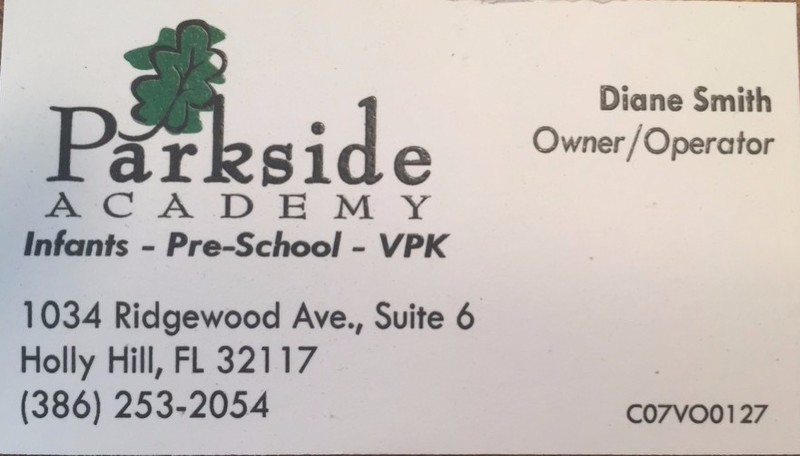 Parkside
ACADEMY
Infants - Pre-School - VPK
Diane Smith
Owner/Operator
1034 Ridgewood Ave., Suite 6
Holly Hill, FL 32117
(386) 253-2054
C07VO0127